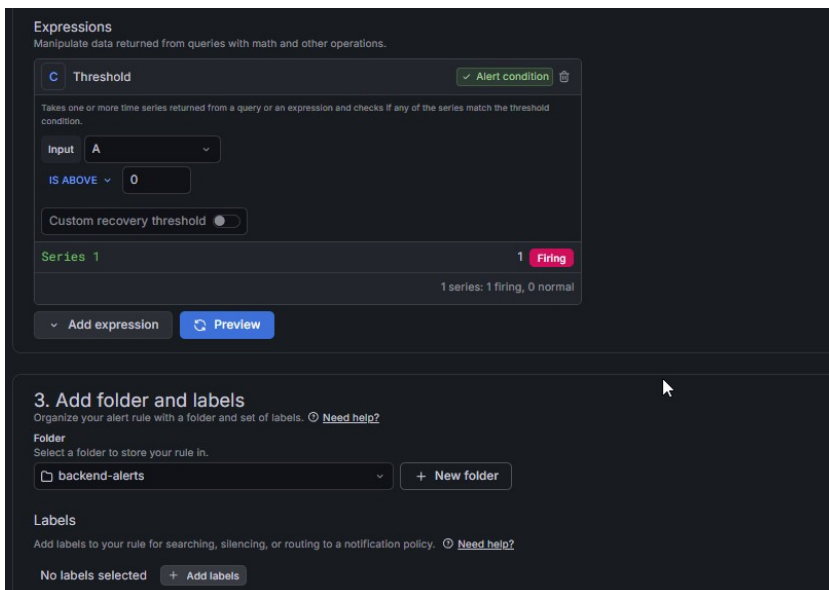 Expressions
Manipulate data returned from queries with math and other operations.
C Threshold Alert condition
Takes one or more time series returned from a query or an expression and checks if any of the series match the threshold
condition.
Input A
IS ABOVE 0
Custom recovery threshold
Series 1 1 Firing
1 series: 1 firing, 0 normal
Add expression Preview
3. Add folder and labels
Organize your alert rule with a folder and set of labels. Need help?
Folder
Select a folder to store your rule in.
backend-alerts + New folder
Labels
Add labels to your rule for searching, silencing, or routing to a notification policy. Need help?
No labels selected + Add labels